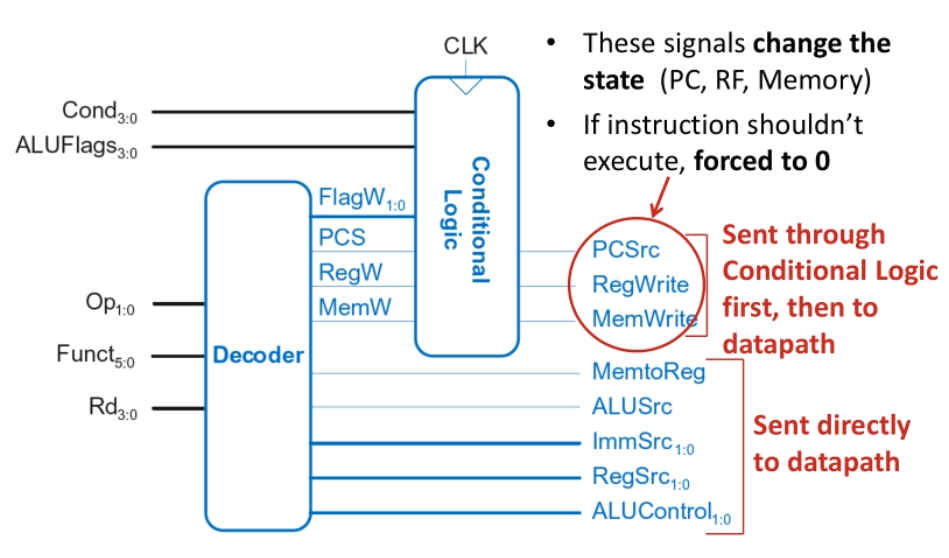 CLK
• These signals change the
state (PC, RF, Memory)
• If instruction shouldn't
execute, forced to 0
Cond3:0
ALUFlags3:0
Conditional
Logic
FlagW1:0
PCS
RegW
MemW
PCSrc
RegWrite
MemWrite
Sent through
Conditional Logic
first, then to
datapath
Op1:0
Funct5:0
Rd3:0
Decoder
MemtoReg
ALUSrc
ImmSrc1:0
RegSrc1:0
ALUControl1:0
Sent directly
to datapath